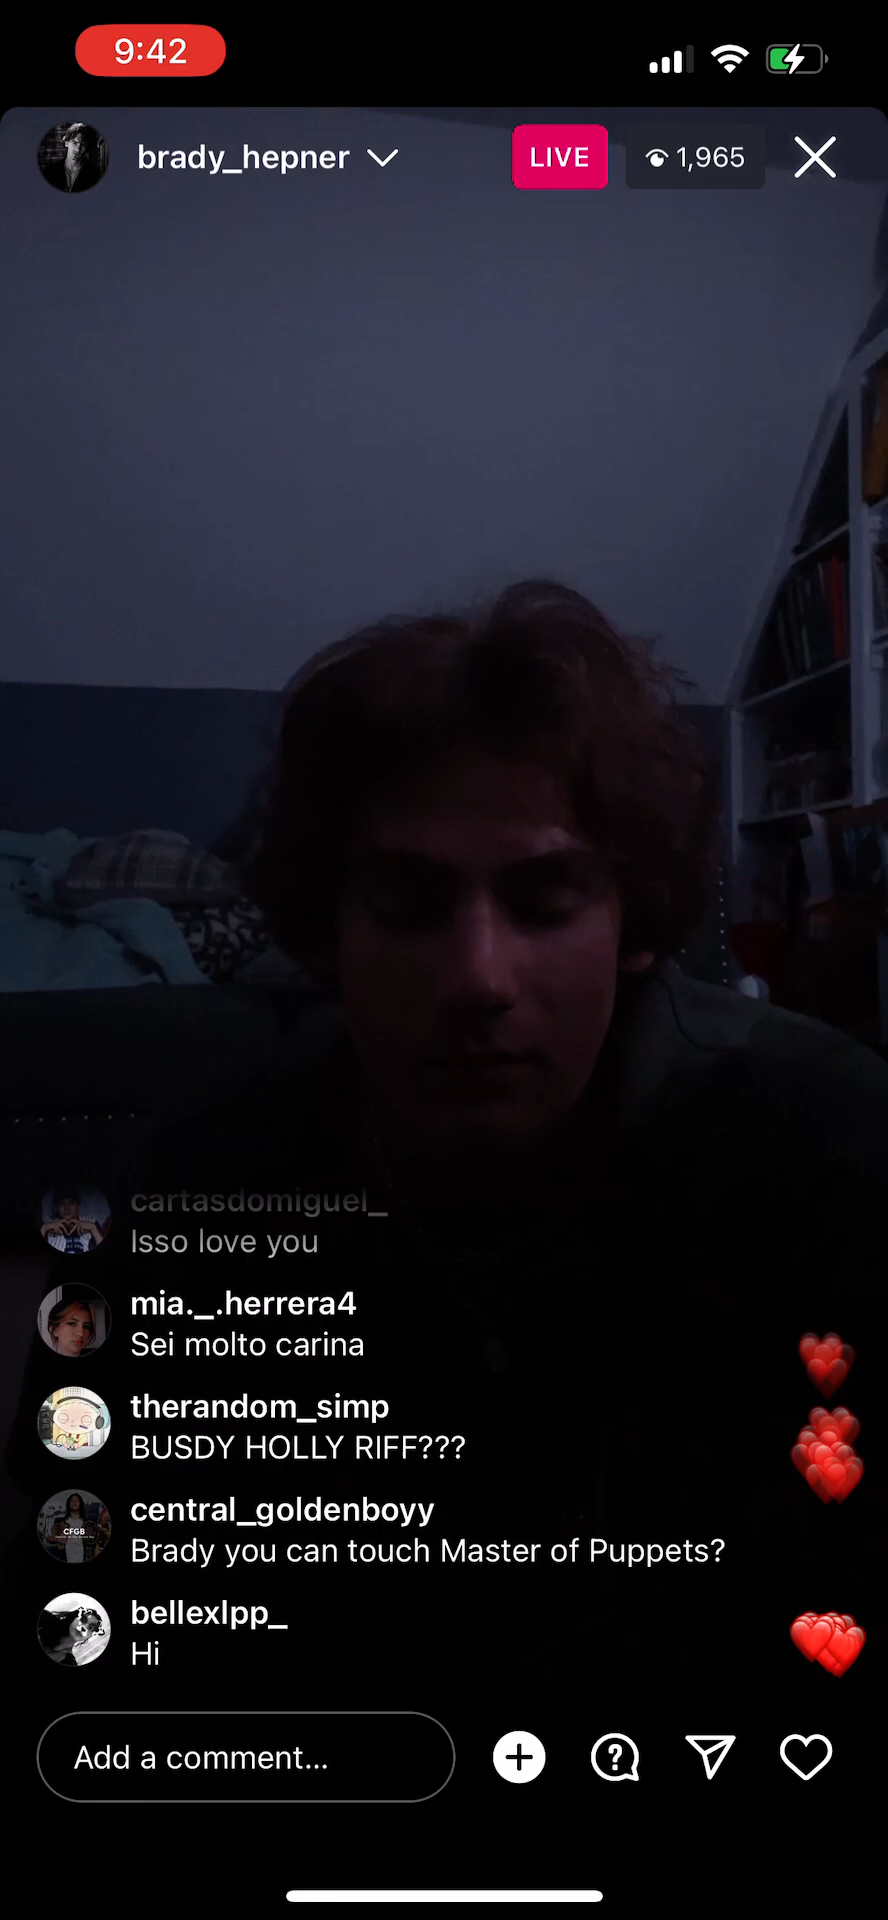 9:42
brady_hepner
LIVE
1,965
cartasdomiguel_
Isso love you
mia._.herrera4
Sei molto carina
therandom_simp
BUSDY HOLLY RIFF???
CFGB
central_goldenboyy
Brady you can touch Master of Puppets?
bellexlpp_
Hi
Add a comment...